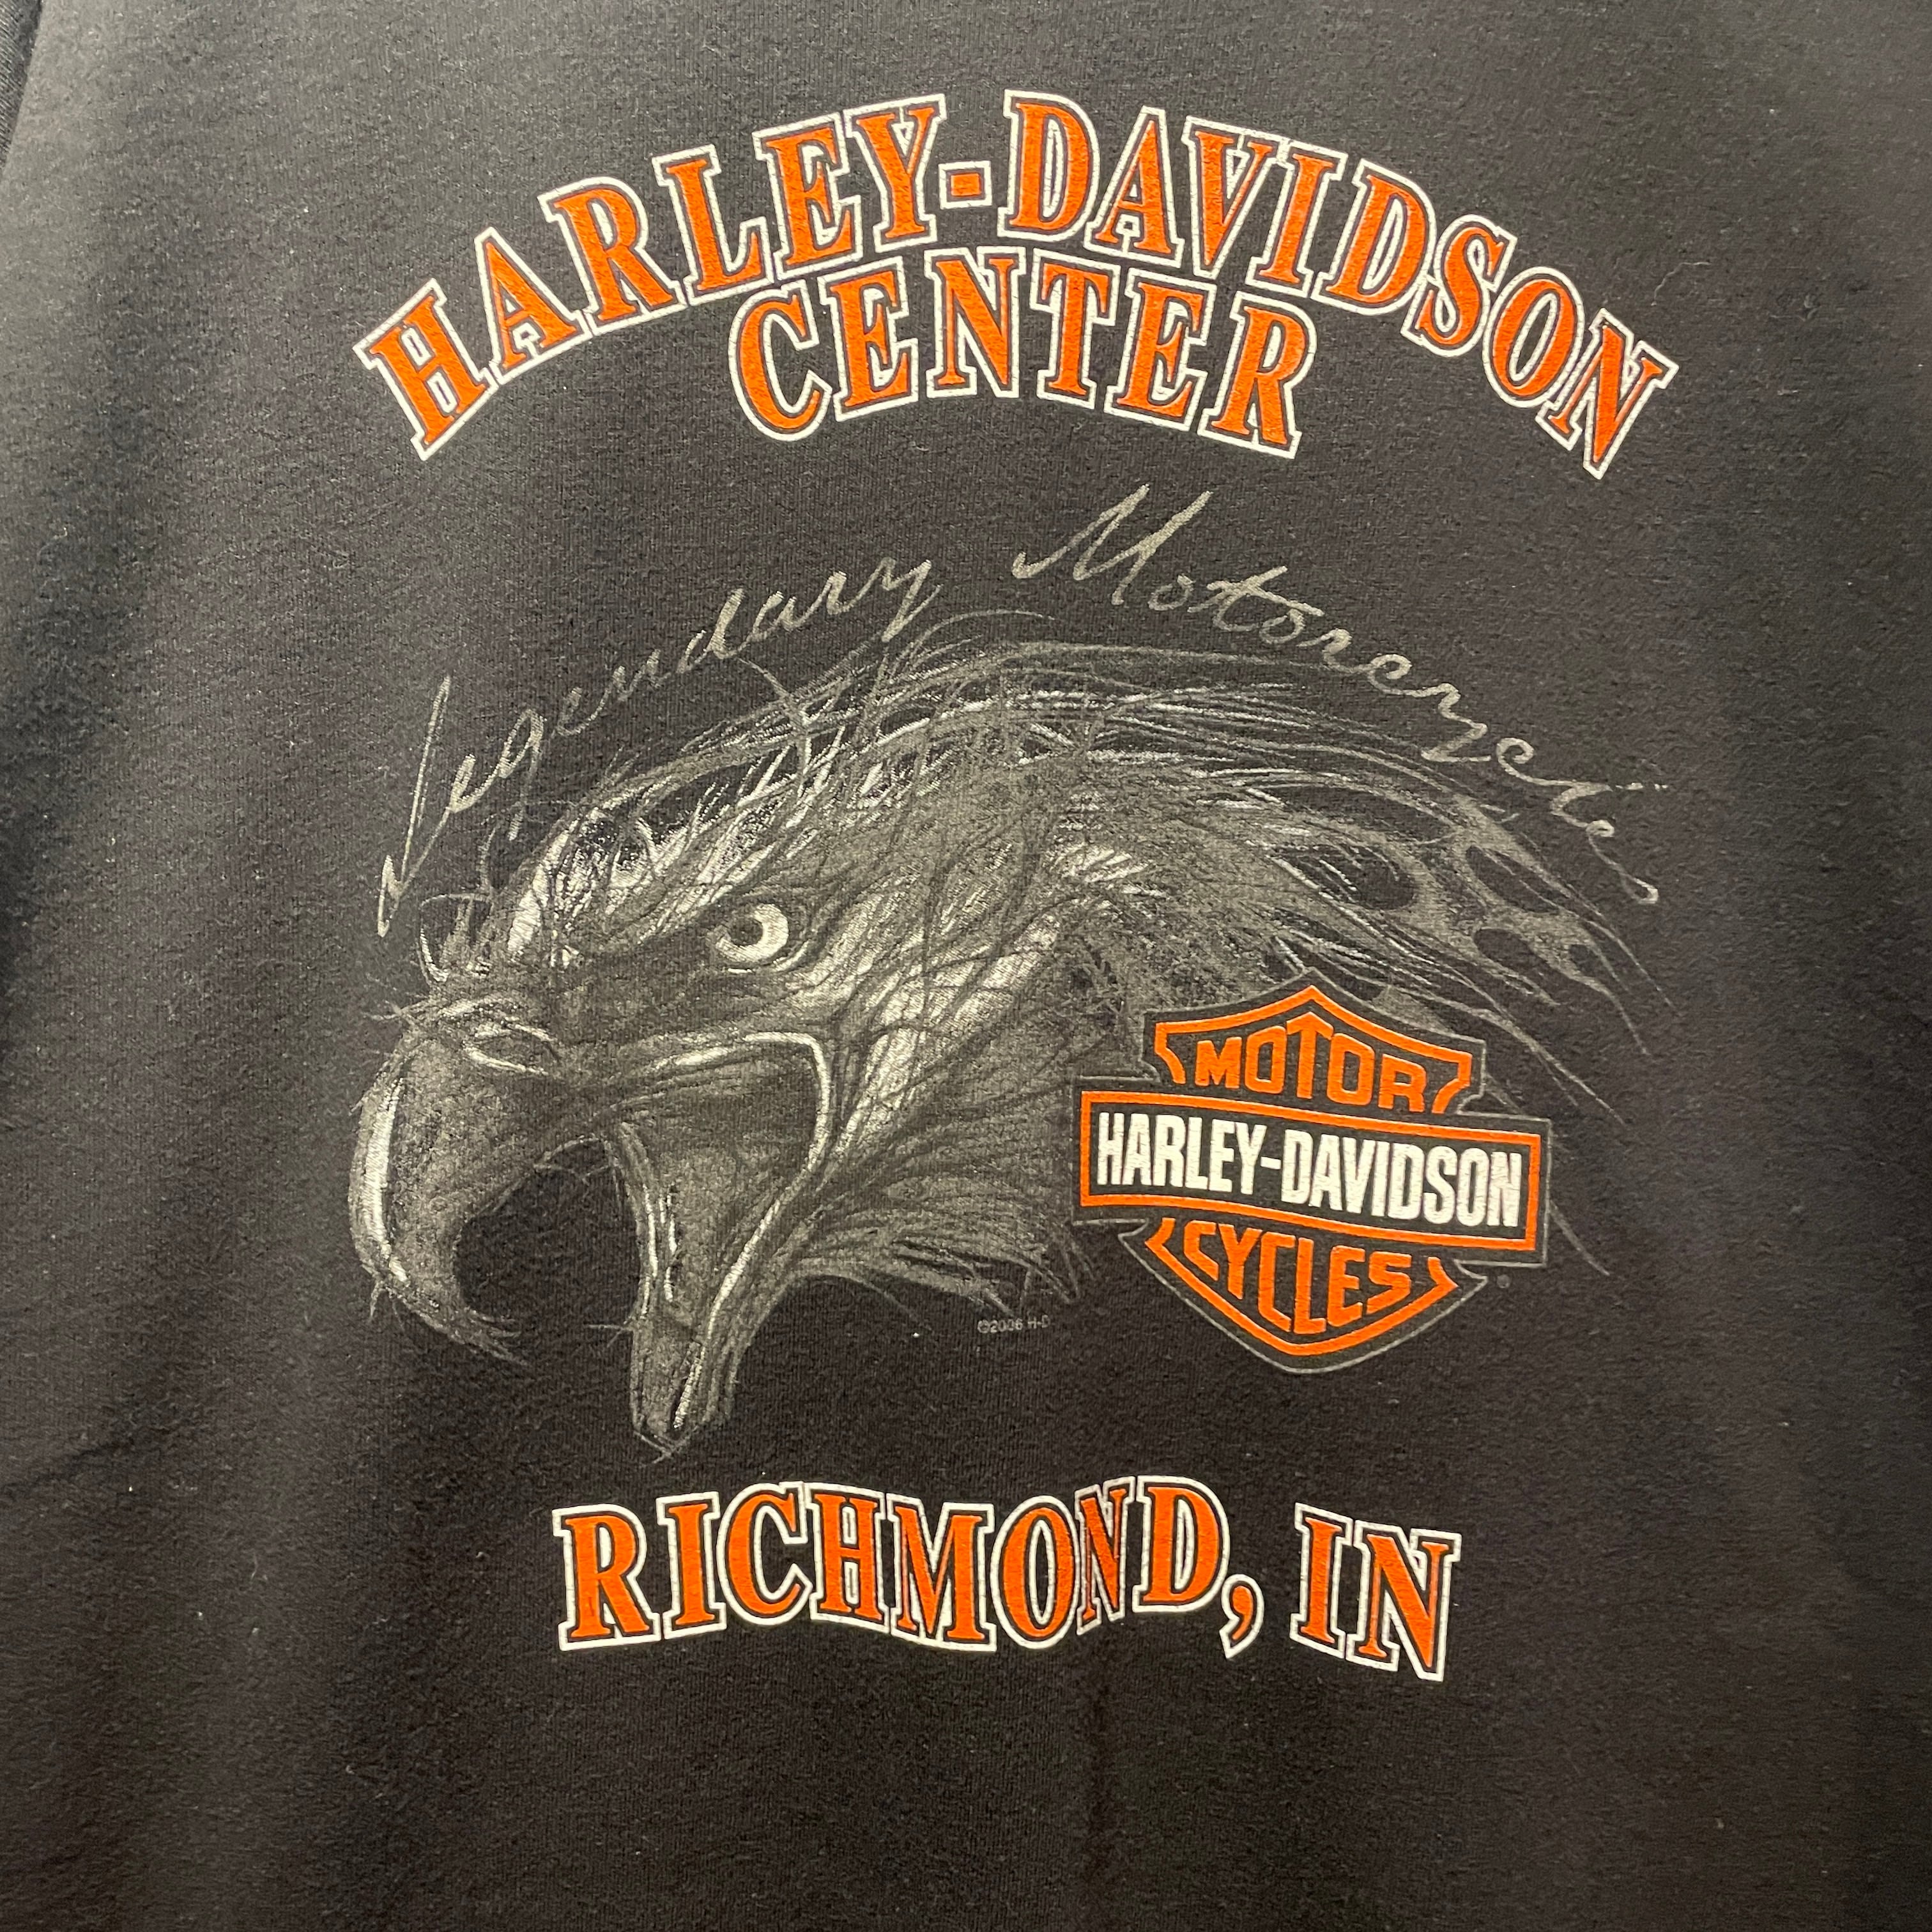 HARLEY-DAVIDSON
CENTER
Legendary Motorcycles
MOTOR
HARLEY-DAVIDSON
CYCLES
®
©2006 H-D
RICHMOND, IN